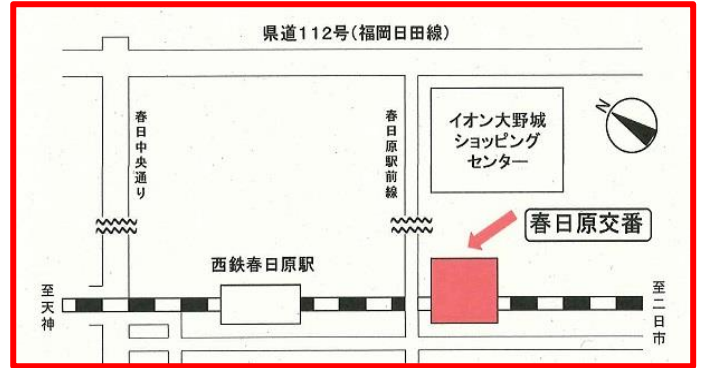 県道112号(福岡日田線)
春日中央通り
春日原駅前線
イオン大野城
ショッピング
センター
N
春日原交番
西鉄春日原駅
至天神
至二日市